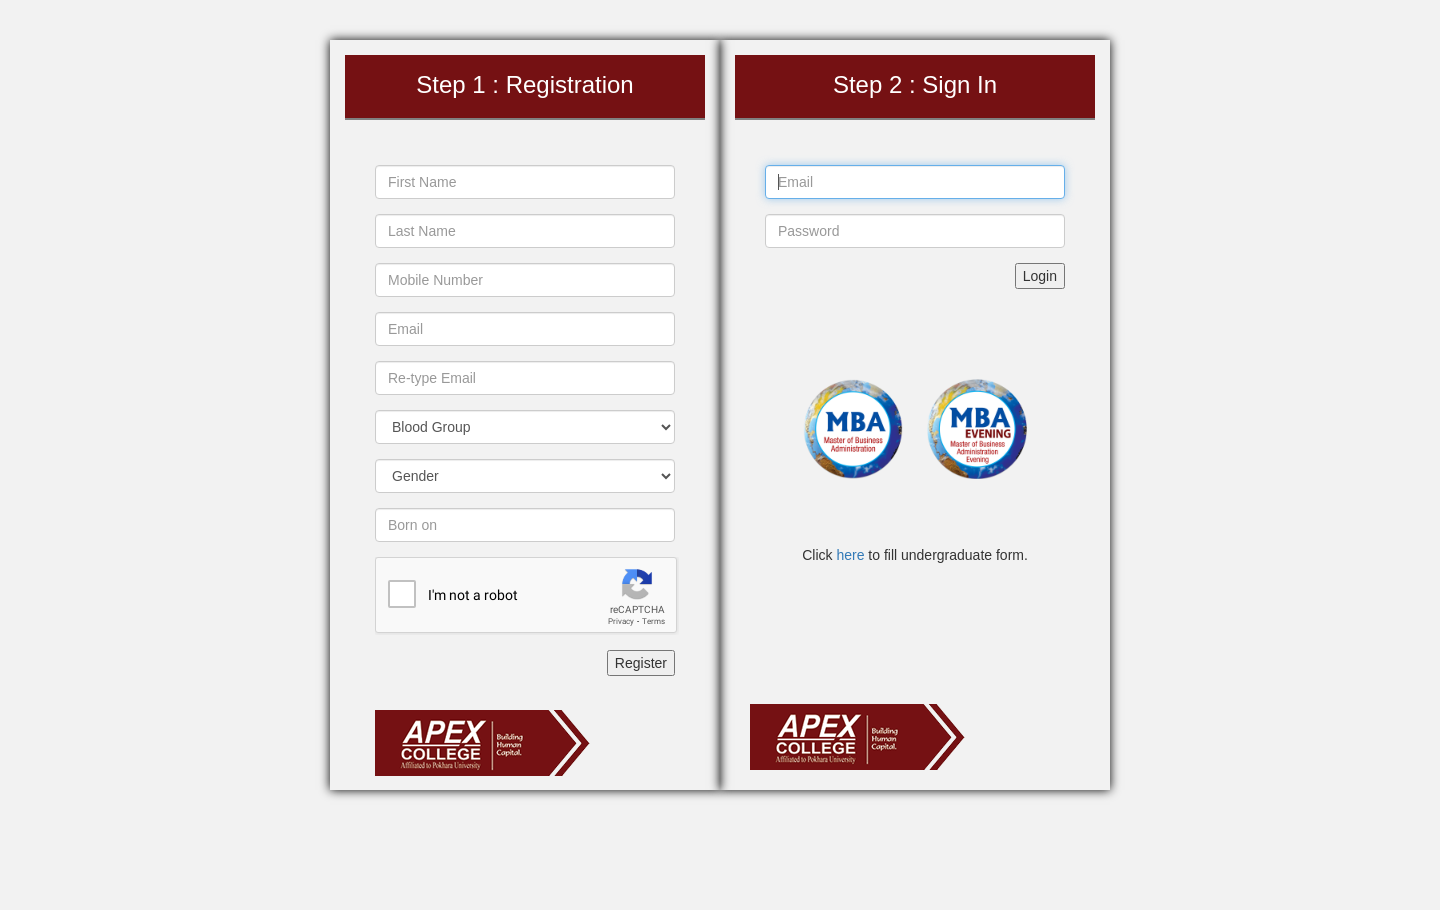 Step 1 : Registration
First Name
Last Name
Mobile Number
Email
Re-type Email
Blood Group
Gender
Born on
I'm not a robot
reCAPTCHA
Privacy - Terms
Register
APEX
COLLEGE
Affiliated to Pokhara University
Building
Human
Capital.
Step 2 : Sign In
Email
Password
Login
MBA
Master of Business
Administration
MBA
EVENING
Master of Business
Administration
Evening
Click here to fill undergraduate form.
APEX
COLLEGE
Affiliated to Pokhara University
Building
Human
Capital.